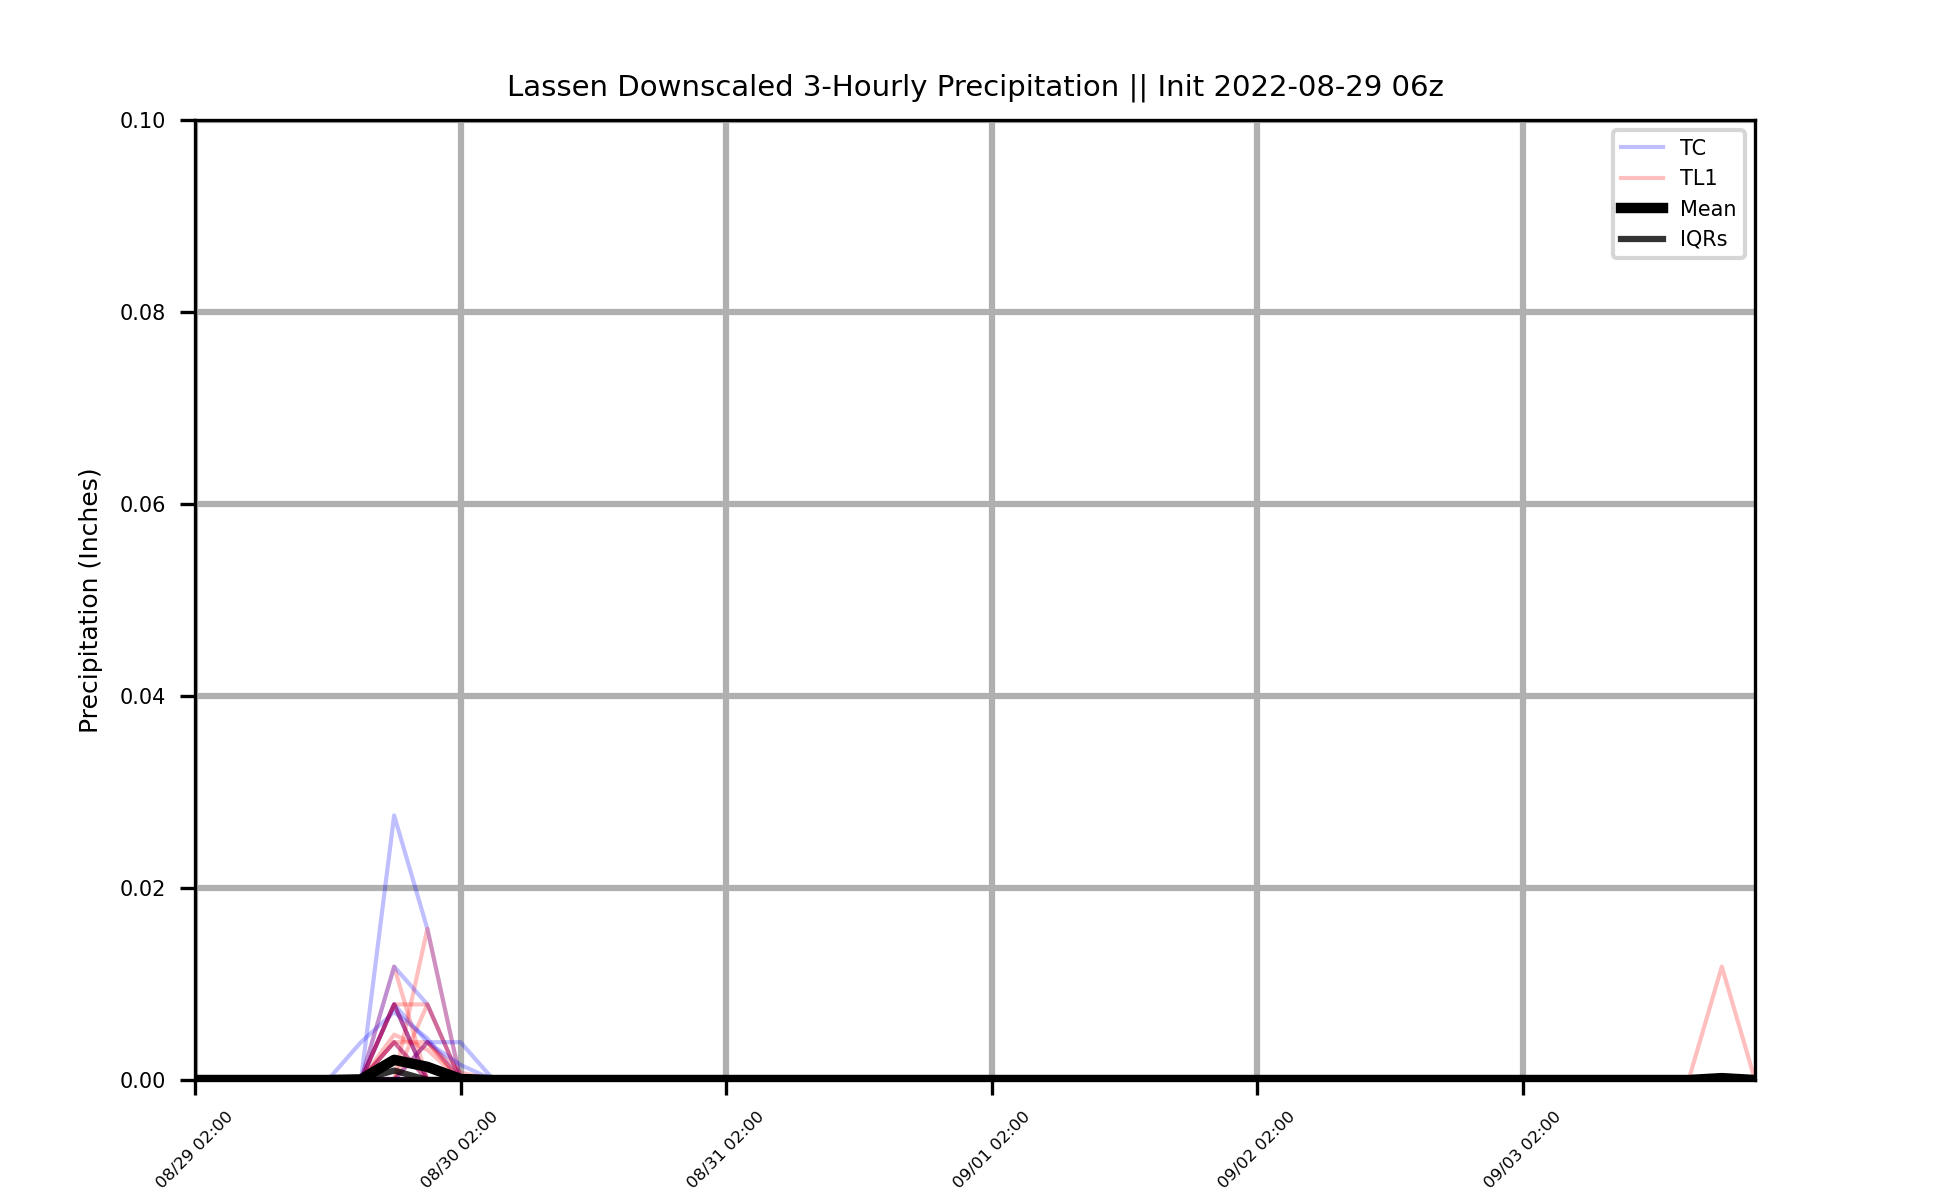 Lassen Downscaled 3-Hourly Precipitation || Init 2022-08-29 06z
Precipitation (Inches)
0.10
0.08
0.06
0.04
0.02
0.00
TC
TL1
Mean
IQRs
08/29 02:00
08/30 02:00
08/31 02:00
09/01 02:00
09/02 02:00
09/03 02:00